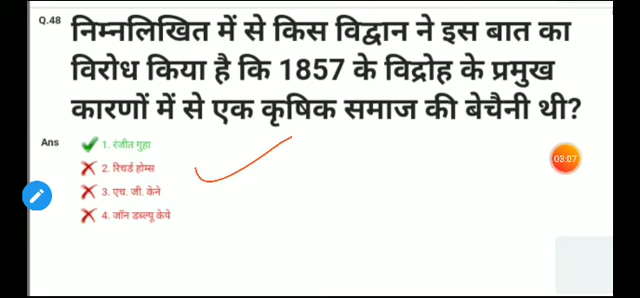 Q.48 निम्नलिखित में से किस विद्वान ने इस बात का
विरोध किया है कि 1857 के विद्रोह के प्रमुख
कारणों में से एक कृषिक समाज की बेचैनी थी?
Ans 1. रंजीत गुहा
2. रिचर्ड होम्स
3. एच. जी. केने
4. जॉन डब्ल्यू केये
03:07